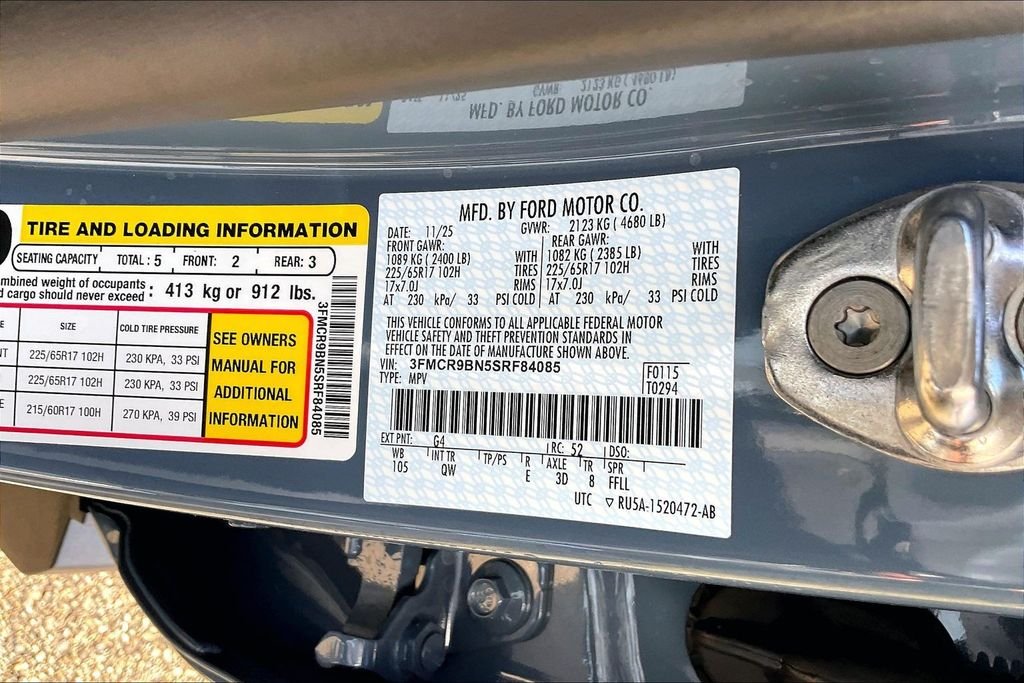 MFD. BY FORD MOTOR CO.
GVWR: 2123 KG ( 4680 LB)
TIRE AND LOADING INFORMATION
SEATING CAPACITY TOTAL : 5 FRONT: 2 REAR: 3
mbined weight of occupants
d cargo should never exceed : 413 kg or 912 lbs.
SIZE COLD TIRE PRESSURE
NT 225/65R17 102H 230 KPA, 33 PSI
225/65R17 102H 230 KPA, 33 PSI
E 215/60R17 100H 270 KPA, 39 PSI
SEE OWNERS
MANUAL FOR
ADDITIONAL
INFORMATION
3FMCR9BN5SRF84085
MFD. BY FORD MOTOR CO.
DATE: 11/25 GVWR: 2123 KG ( 4680 LB)
FRONT GAWR: REAR GAWR:
1089 KG ( 2400 LB) WITH 1082 KG ( 2385 LB) WITH
225/65R17 102H TIRES 225/65R17 102H TIRES
17x7.0J RIMS 17x7.0J RIMS
AT 230 kPa/ 33 PSI COLD AT 230 kPa/ 33 PSI COLD
THIS VEHICLE CONFORMS TO ALL APPLICABLE FEDERAL MOTOR
VEHICLE SAFETY AND THEFT PREVENTION STANDARDS IN
EFFECT ON THE DATE OF MANUFACTURE SHOWN ABOVE.
VIN: 3FMCR9BN5SRF84085 F0115
TYPE: MPV T0294
EXT PNT: G4 RC: 52 DSO:
WB INT TR TP/PS R AXLE TR SPR
105 QW E 3D 8 FFLL
UTC ▽ RU5A-1520472-AB